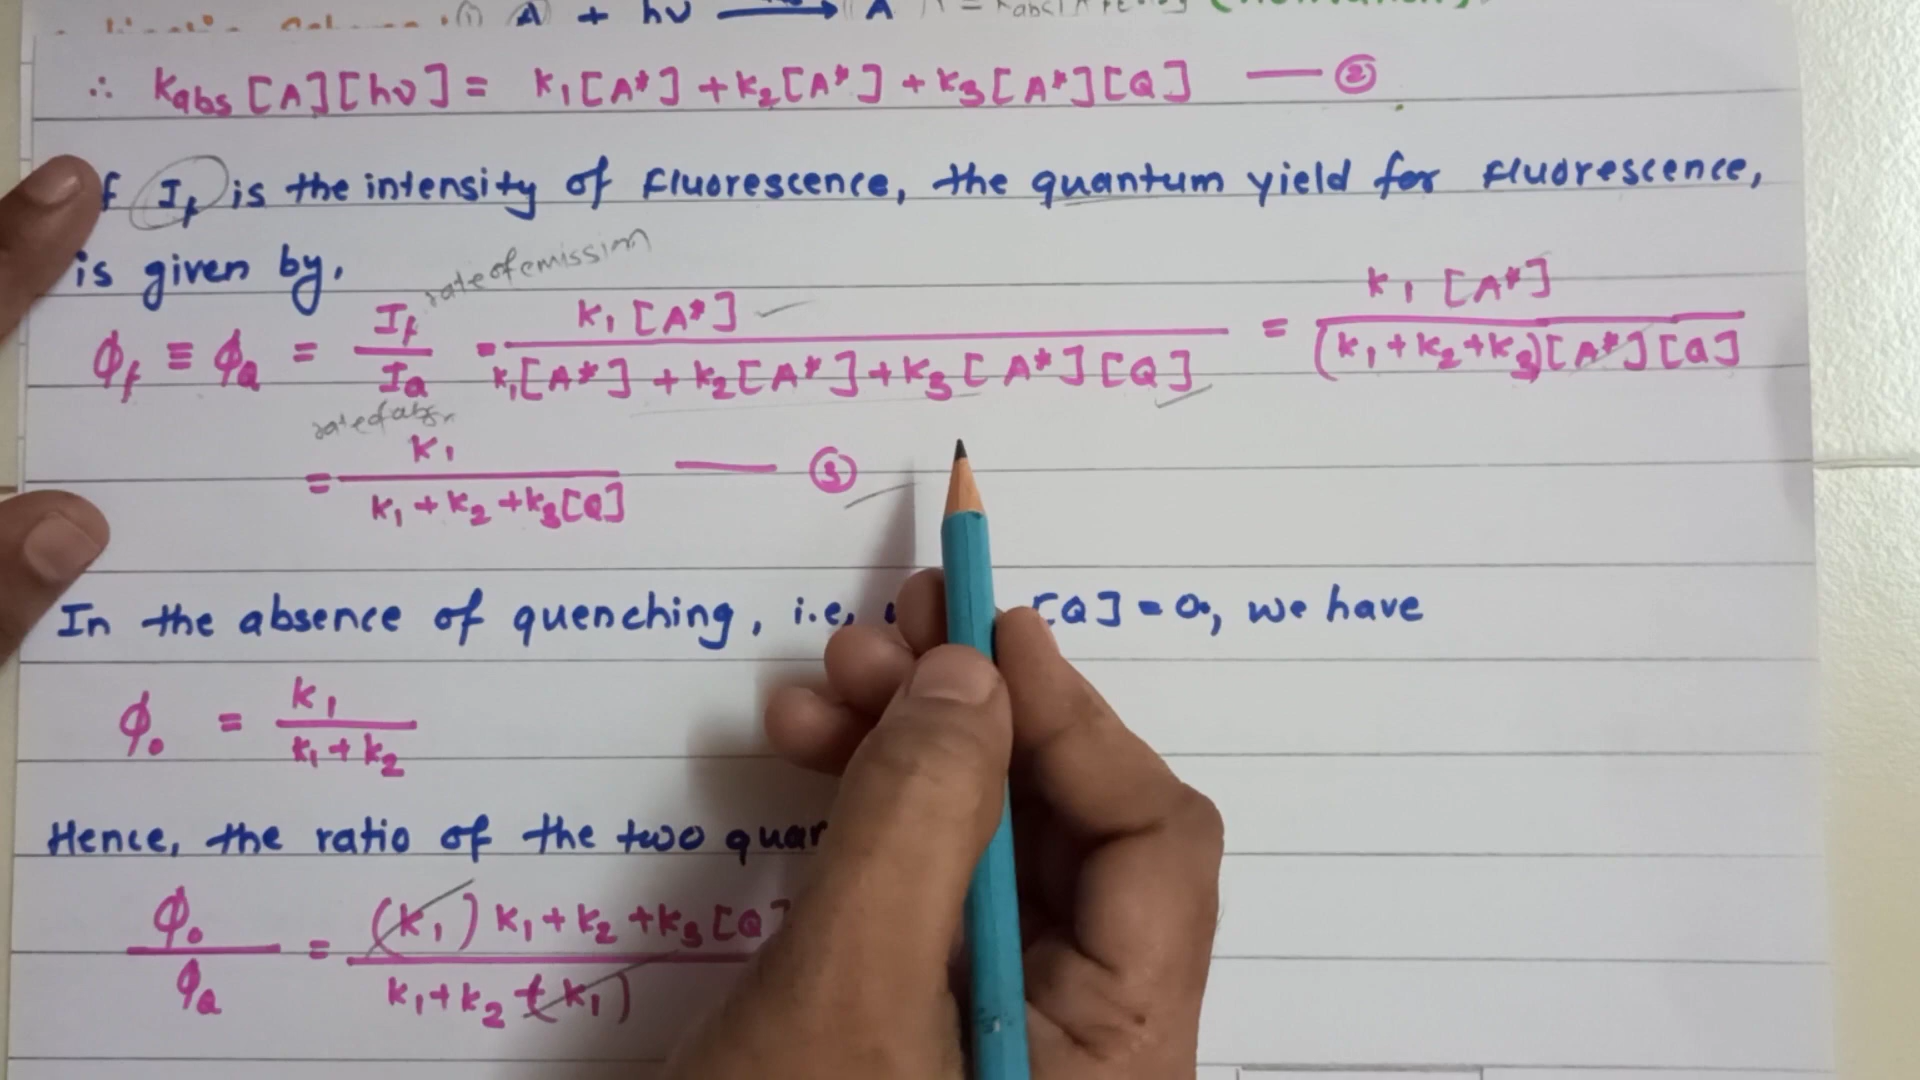 ① A + hν → A
∴ Kabs [A][hν] = K1[A*] + K2[A*] + K3[A*][Q] — ②
f If is the intensity of fluorescence, the quantum yield for fluorescence,
is given by,
rate of emission
ϕf ≡ ϕQ = If / Ia = K1[A*] / K1[A*] + K2[A*] + K3[A*][Q] = K1[A*] / (K1+K2+K3)[A*][Q]
rate of abs
= K1 / K1 + K2 + K3[Q] — ③
In the absence of quenching, i.e, [Q] = 0, we have
ϕ0 = K1 / K1 + K2
Hence, the ratio of the two quan
ϕ0 / ϕQ = (K1) K1 + K2 + K3[Q] / K1 + K2 (K1)